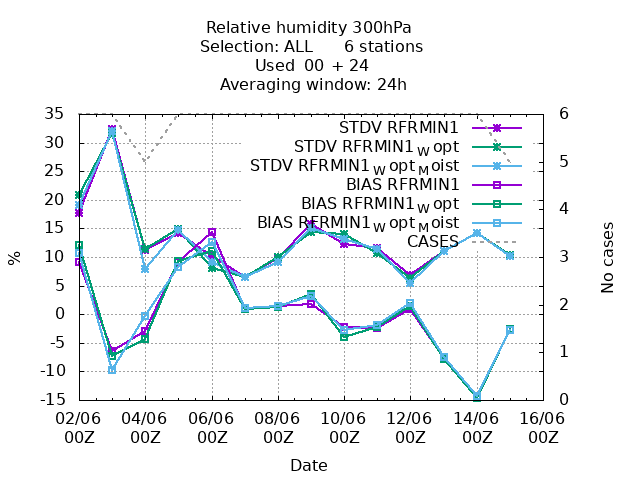 Relative humidity 300hPa
Selection: ALL 6 stations
Used 00 + 24
Averaging window: 24h
35
30
25
20
15
10
5
0
-5
-10
-15
%
6
5
4
3
2
1
0
No cases
STDV RFRMIN1
STDV RFRMIN1_W opt
STDV RFRMIN1_W opt_M oist
BIAS RFRMIN1
BIAS RFRMIN1_W opt
BIAS RFRMIN1_W opt_M oist
CASES
02/06 04/06 06/06 08/06 10/06 12/06 14/06 16/06
00Z 00Z 00Z 00Z 00Z 00Z 00Z 00Z
Date